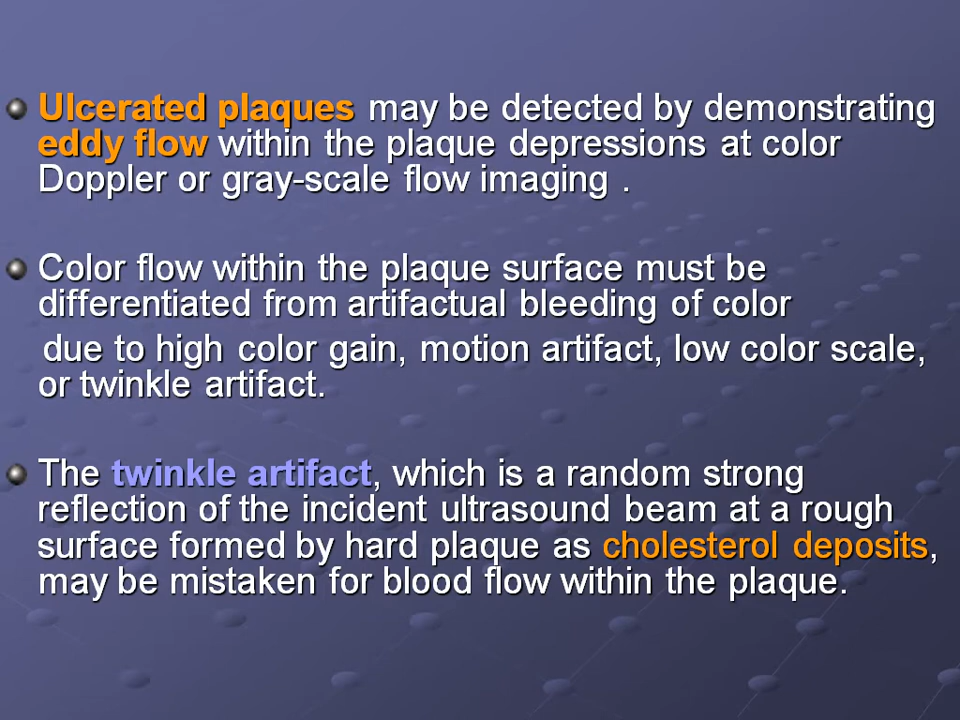 Ulcerated plaques may be detected by demonstrating
eddy flow within the plaque depressions at color
Doppler or gray-scale flow imaging .
Color flow within the plaque surface must be
differentiated from artifactual bleeding of color
due to high color gain, motion artifact, low color scale,
or twinkle artifact.
The twinkle artifact, which is a random strong
reflection of the incident ultrasound beam at a rough
surface formed by hard plaque as cholesterol deposits,
may be mistaken for blood flow within the plaque.